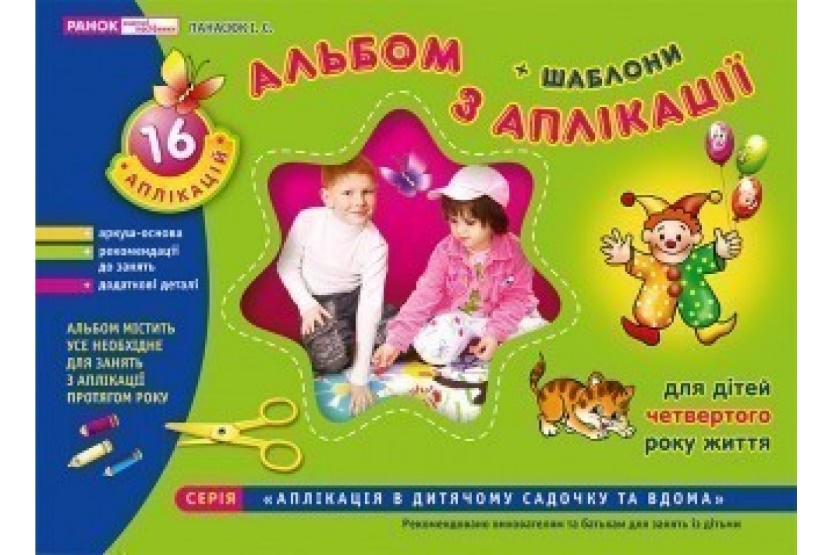 РАНОК
ПАНАСЮК І. С.
АЛЬБОМ
З АПЛІКАЦІЇ
+ ШАБЛОНИ
16
АПЛІКАЦІЙ
+ аркуш-основа
+ рекомендації
до занять
+ додаткові деталі
АЛЬБОМ МІСТИТЬ
УСЕ НЕОБХІДНЕ
ДЛЯ ЗАНЯТЬ
З АПЛІКАЦІЇ
ПРОТЯГОМ РОКУ
для дітей
четвертого
року життя
СЕРІЯ «АПЛІКАЦІЯ В ДИТЯЧОМУ САДОЧКУ ТА ВДОМА»
Рекомендовано вихователям та батькам для занять із дітьми